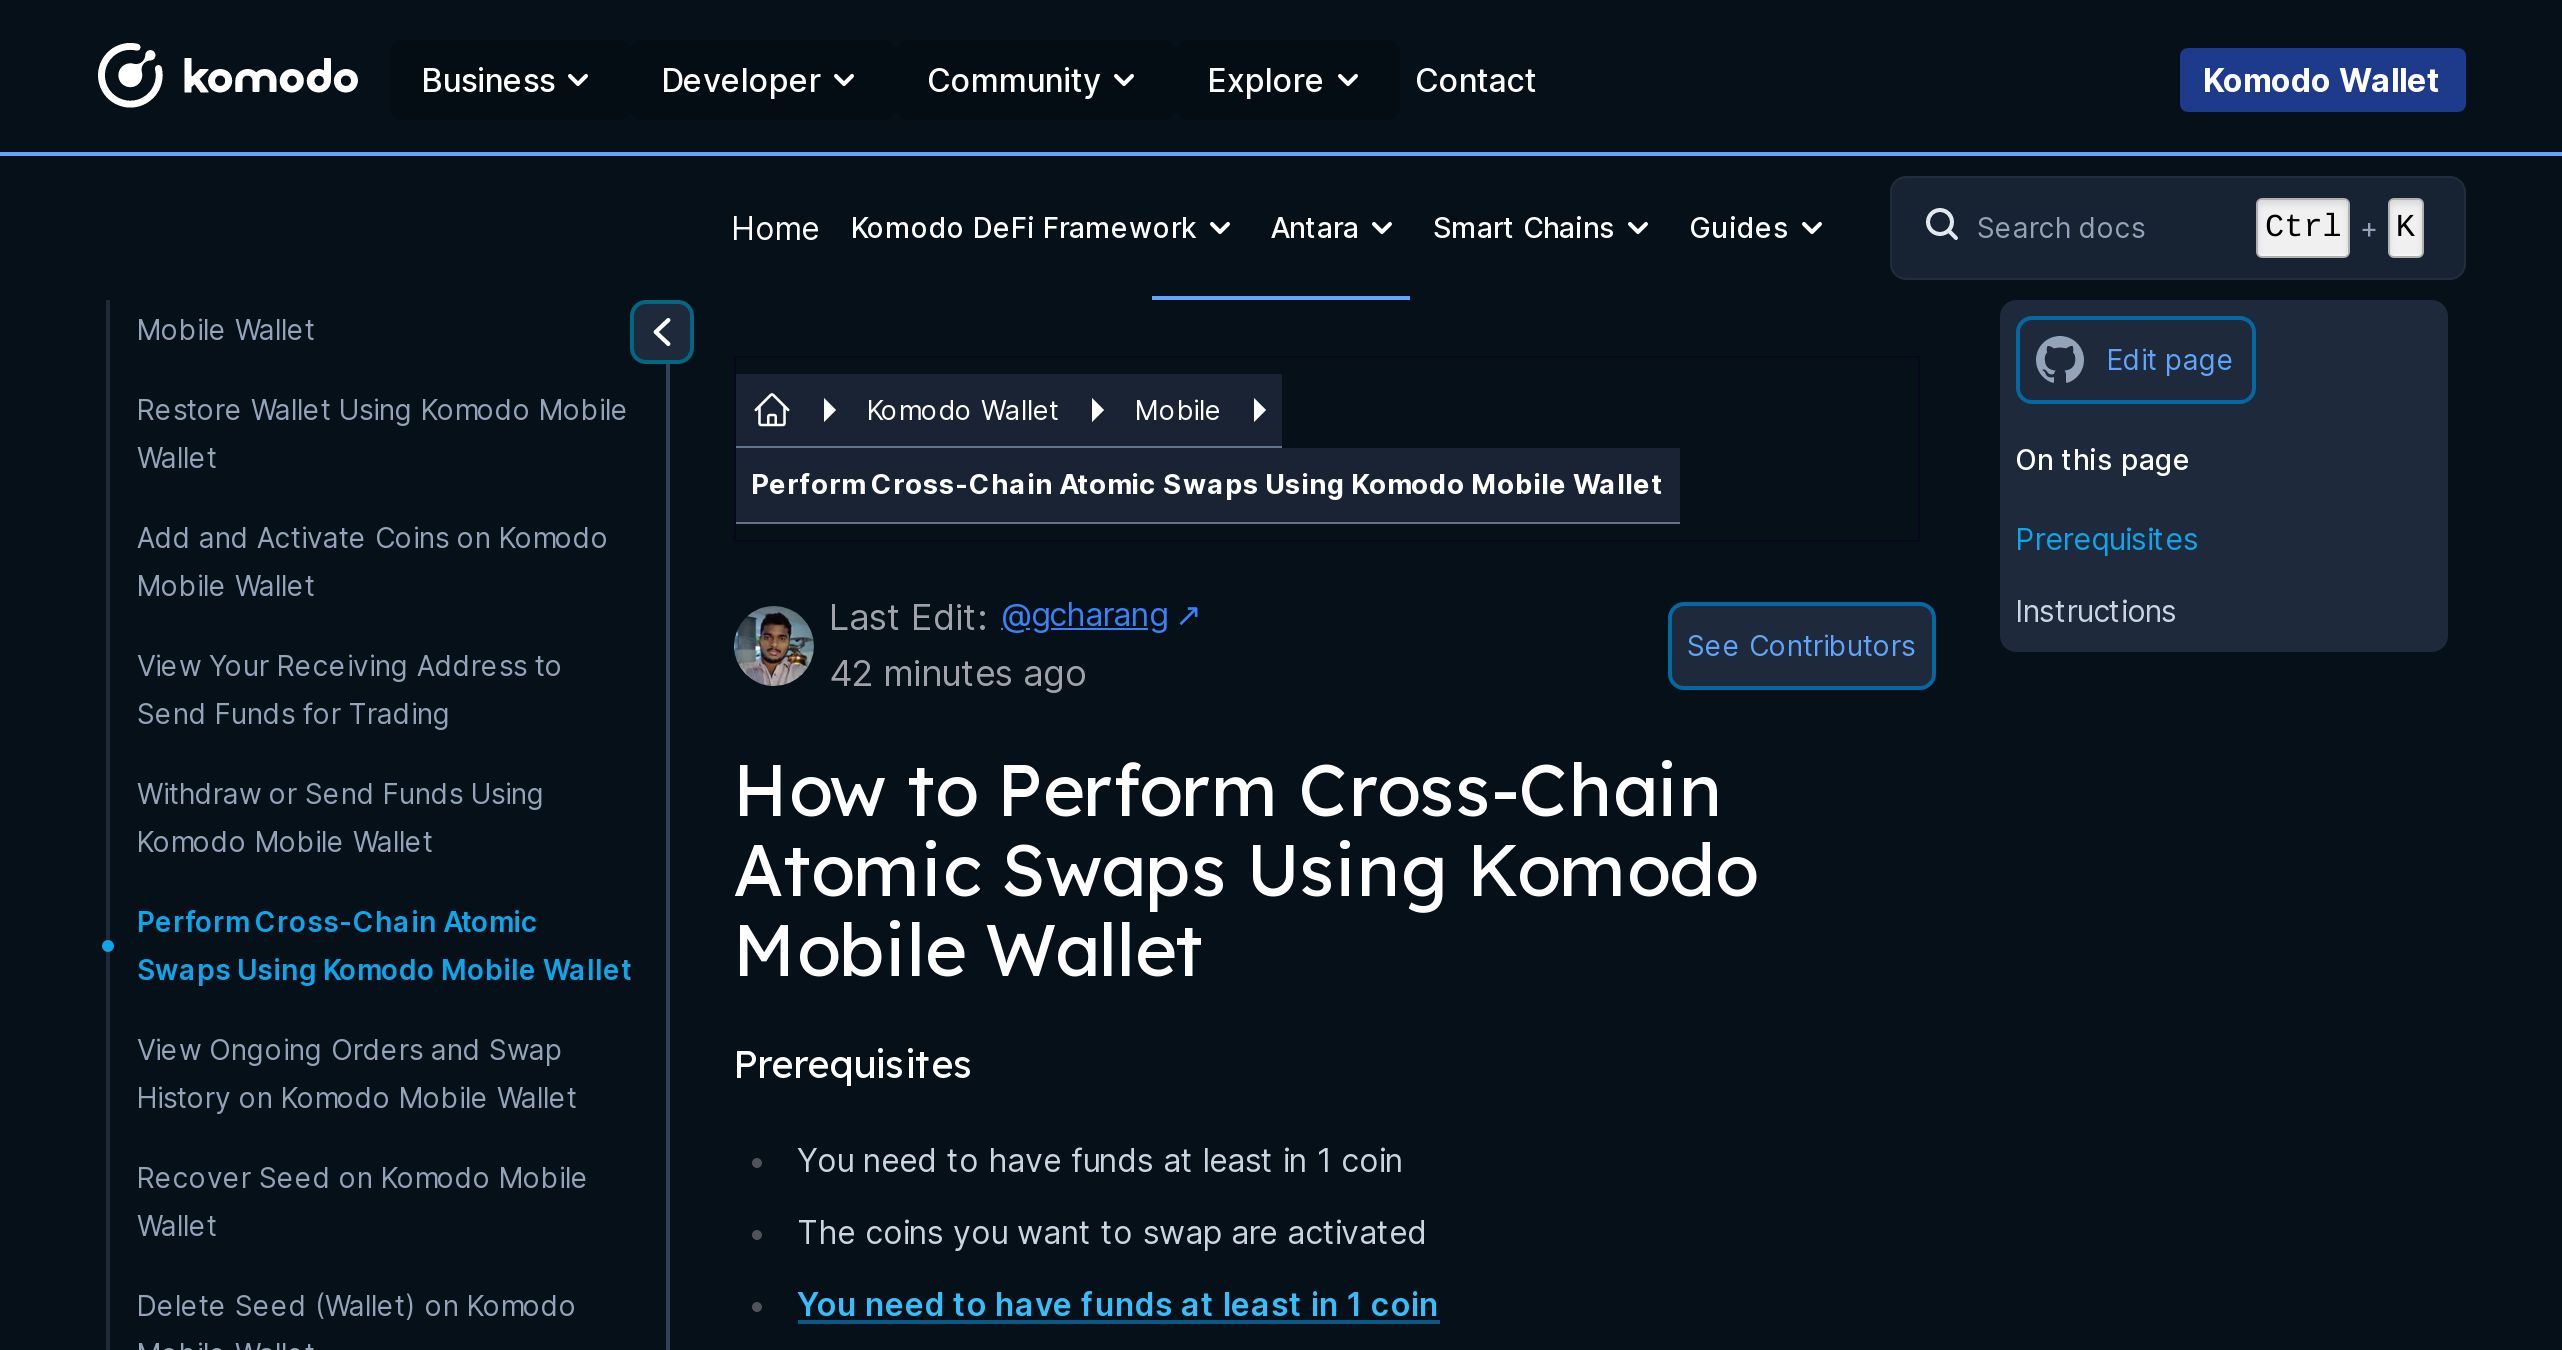 komodo
Business
Developer
Community
Explore
Contact
Komodo Wallet
Home
Komodo DeFi Framework
Antara
Smart Chains
Guides
Search docs
Ctrl + K
Mobile Wallet
Restore Wallet Using Komodo Mobile
Wallet
Add and Activate Coins on Komodo
Mobile Wallet
View Your Receiving Address to
Send Funds for Trading
Withdraw or Send Funds Using
Komodo Mobile Wallet
Perform Cross-Chain Atomic
Swaps Using Komodo Mobile Wallet
View Ongoing Orders and Swap
History on Komodo Mobile Wallet
Recover Seed on Komodo Mobile
Wallet
Delete Seed (Wallet) on Komodo
Mobile Wallet
Komodo Wallet
Mobile
Perform Cross-Chain Atomic Swaps Using Komodo Mobile Wallet
Last Edit: @gcharang ↗
42 minutes ago
See Contributors
How to Perform Cross-Chain
Atomic Swaps Using Komodo
Mobile Wallet
Prerequisites
You need to have funds at least in 1 coin
The coins you want to swap are activated
You need to have funds at least in 1 coin
Edit page
On this page
Prerequisites
Instructions